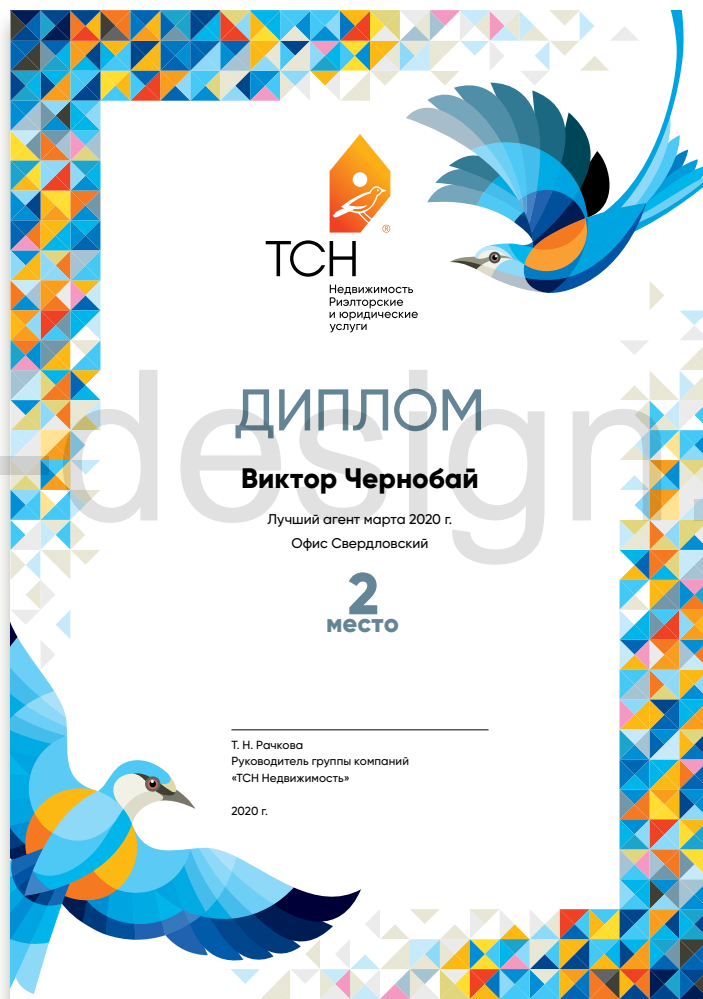 ®
ТСН
Недвижимость
Риэлторские
и юридические
услуги
ДИПЛОМ
-design.
Виктор Чернобай
Лучший агент марта 2020 г.
Офис Свердловский
2
место
Т. Н. Рачкова
Руководитель группы компаний
«ТСН Недвижимость»
2020 г.